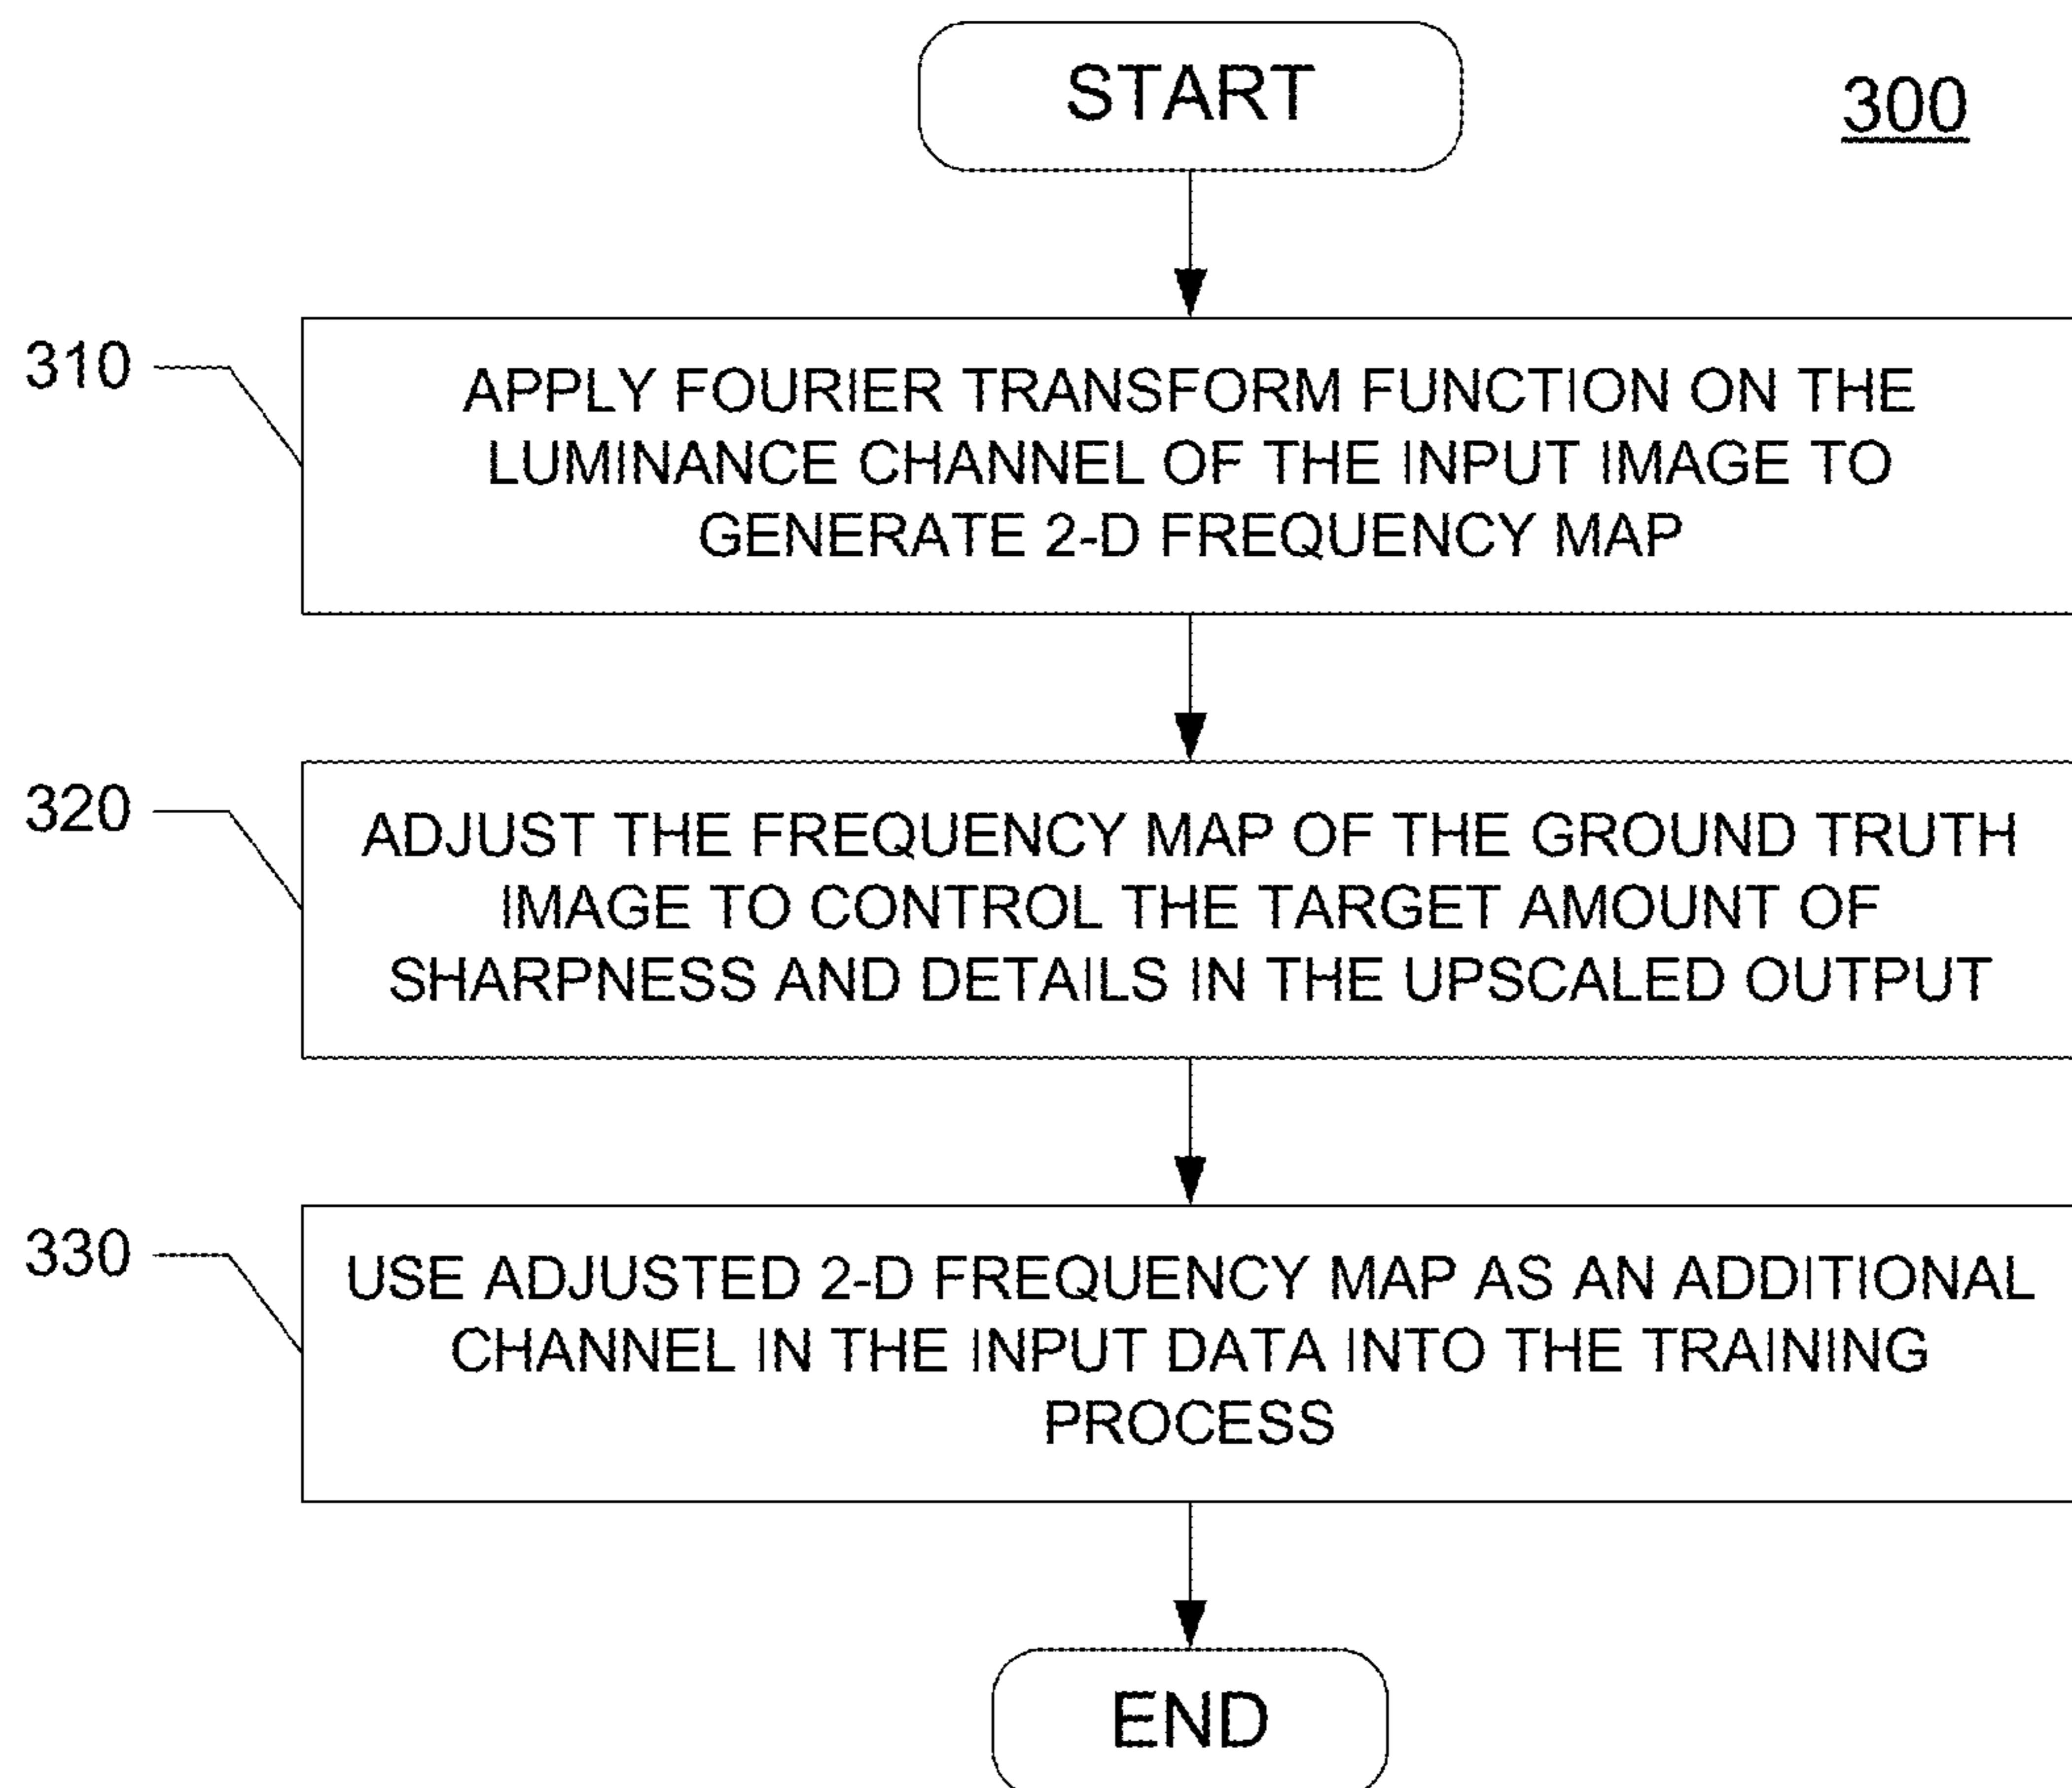 START
300
310
APPLY FOURIER TRANSFORM FUNCTION ON THE
LUMINANCE CHANNEL OF THE INPUT IMAGE TO
GENERATE 2-D FREQUENCY MAP
320
ADJUST THE FREQUENCY MAP OF THE GROUND TRUTH
IMAGE TO CONTROL THE TARGET AMOUNT OF
SHARPNESS AND DETAILS IN THE UPSCALED OUTPUT
330
USE ADJUSTED 2-D FREQUENCY MAP AS AN ADDITIONAL
CHANNEL IN THE INPUT DATA INTO THE TRAINING
PROCESS
END